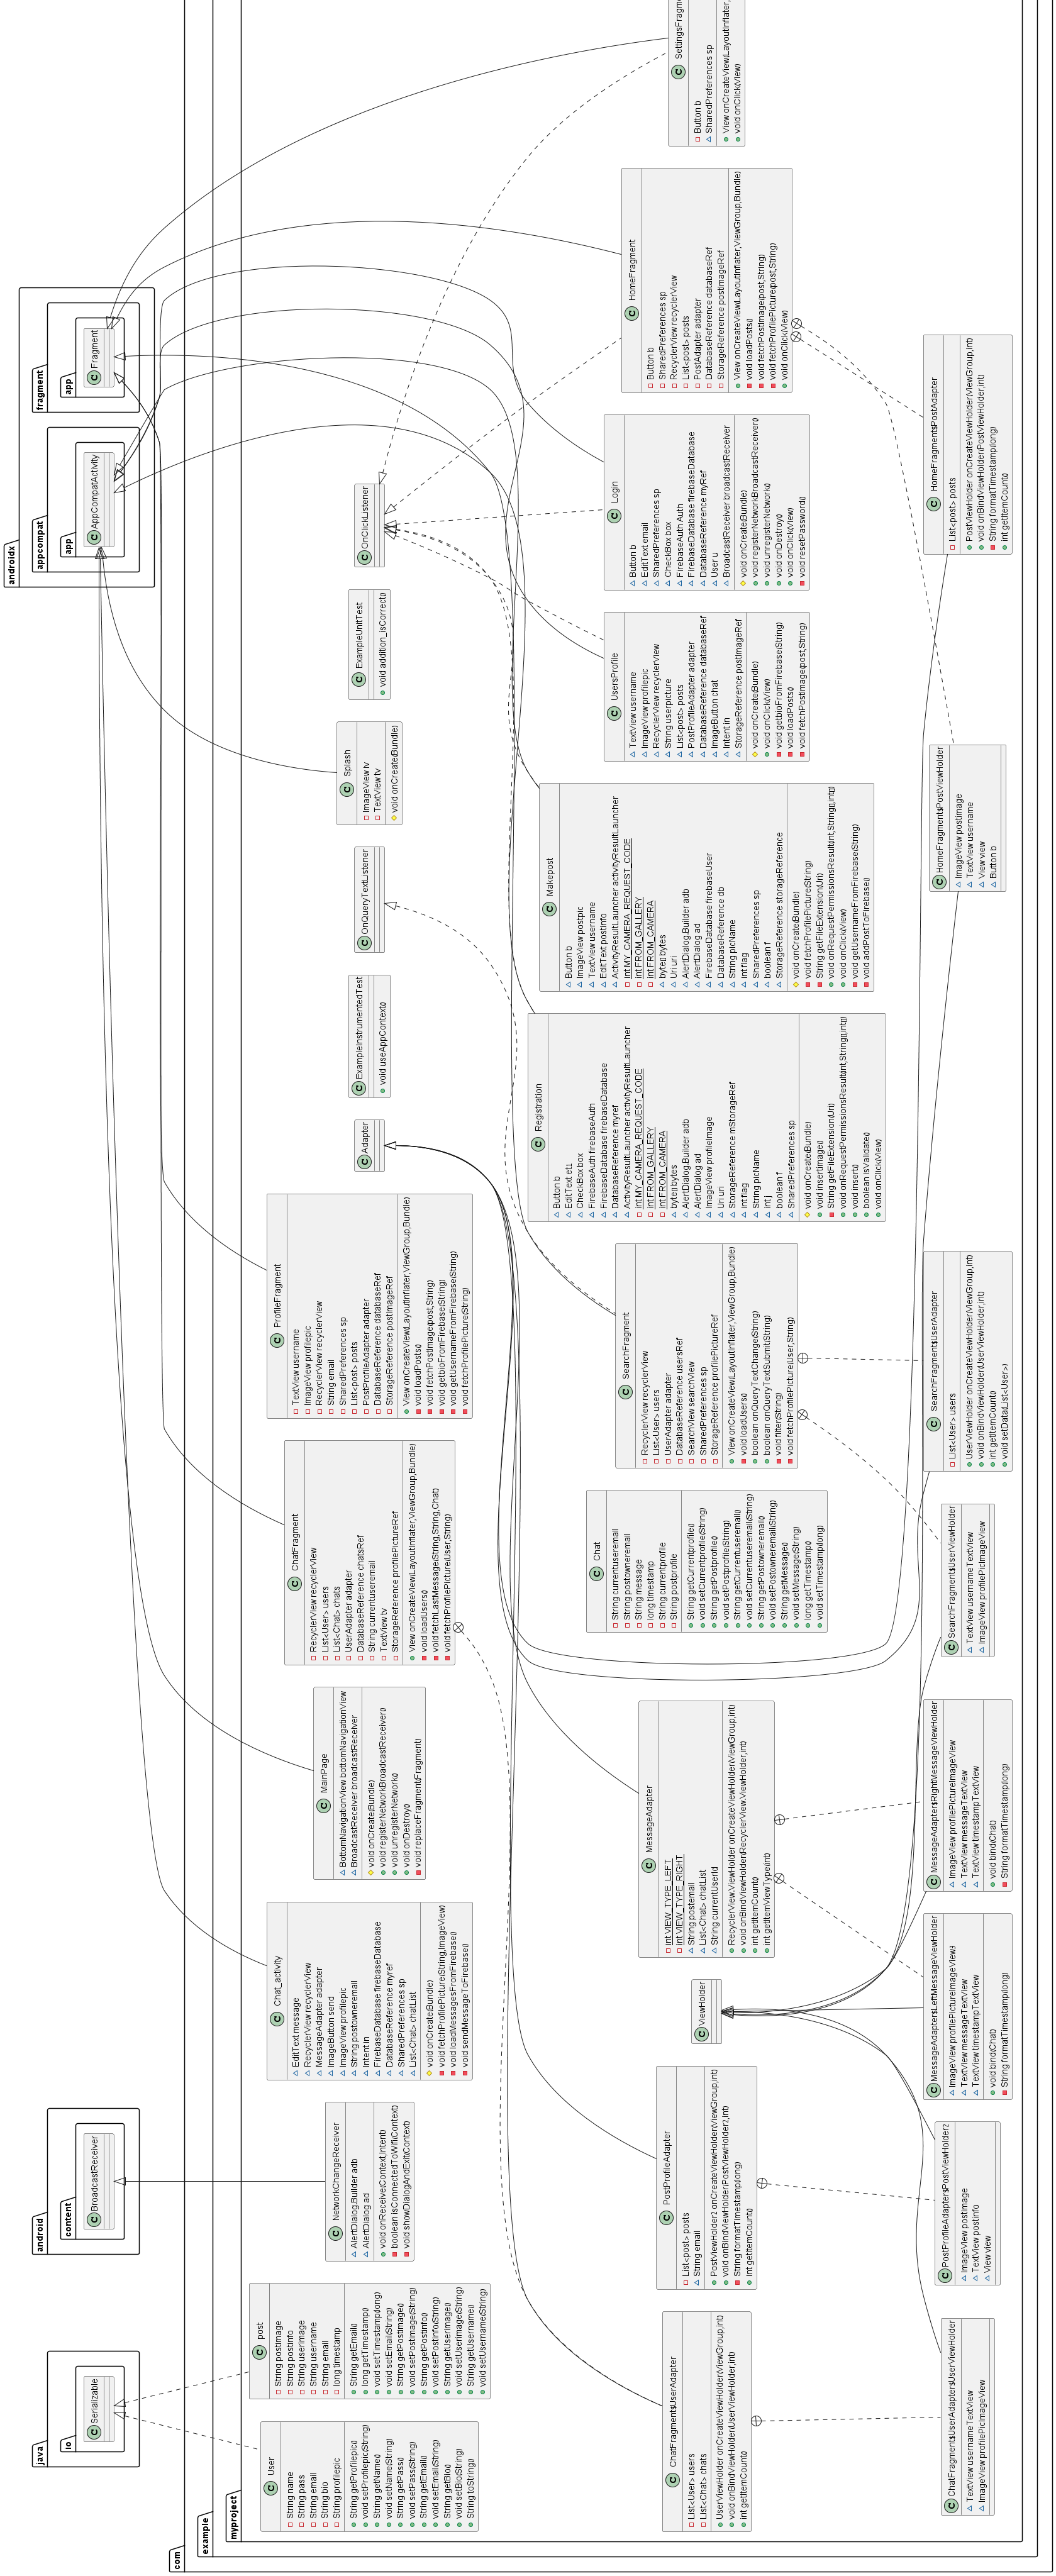 java
io
Serializable
android
content
BroadcastReceiver
androidx
appcompat
app
AppCompatActivity
fragment
app
Fragment
com
example
myproject
User
String name
String pass
String email
String bio
String profilepic
String getProfilepic()
void setProfilepic(String)
String getName()
void setName(String)
String getPass()
void setPass(String)
String getEmail()
void setEmail(String)
String getBio()
void setBio(String)
String toString()
post
String postimage
String postinfo
String userimage
String username
String email
long timestamp
String getEmail()
long getTimestamp()
void setTimestamp(long)
void setEmail(String)
String getPostimage()
void setPostimage(String)
String getPostinfo()
void setPostinfo(String)
String getUserimage()
void setUserimage(String)
String getUsername()
void setUsername(String)
NetworkChangeReceiver
AlertDialog.Builder adb
AlertDialog ad
void onReceive(Context,Intent)
boolean isConnectedToWifi(Context)
void showDialogAndExit(Context)
Chat_activity
EditText message
RecyclerView recyclerView
MessageAdapter adapter
ImageButton send
ImageView profilepic
String postowneremail
Intent in
FirebaseDatabase firebaseDatabase
DatabaseReference myref
SharedPreferences sp
List<Chat> chatList
void onCreate(Bundle)
void fetchProfilePicture(String,ImageView)
void loadMessagesFromFirebase()
void sendMessageToFirebase()
MainPage
BottomNavigationView bottomNavigationView
BroadcastReceiver broadcastReceiver
void onCreate(Bundle)
void registerNetworkBroadcastReceiver()
void unregisterNetwork()
void onDestroy()
void replaceFragment(Fragment)
ChatFragment
RecyclerView recyclerView
List<User> users
List<Chat> chats
UserAdapter adapter
DatabaseReference chatsRef
String currentuseremail
TextView tv
StorageReference profilePictureRef
View onCreateView(LayoutInflater,ViewGroup,Bundle)
void loadUsers()
void fetchLastMessage(String,String,Chat)
void fetchProfilePicture(User,String)
ProfileFragment
TextView username
ImageView profilepic
RecyclerView recyclerView
String email
SharedPreferences sp
List<post> posts
PostProfileAdapter adapter
DatabaseReference databaseRef
StorageReference postImageRef
View onCreateView(LayoutInflater,ViewGroup,Bundle)
void loadPosts()
void fetchPostImage(post,String)
void getbioFromFirebase(String)
void getUsernameFromFirebase(String)
void fetchProfilePicture(String)
Adapter
ExampleInstrumentedTest
void useAppContext()
OnQueryTextListener
Splash
ImageView iv
TextView tv
void onCreate(Bundle)
ExampleUnitTest
void addition_isCorrect()
OnClickListener
ChatFragment$UserAdapter
List<User> users
List<Chat> chats
UserViewHolder onCreateViewHolder(ViewGroup,int)
void onBindViewHolder(UserViewHolder,int)
int getItemCount()
PostProfileAdapter
List<post> posts
String email
PostViewHolder2 onCreateViewHolder(ViewGroup,int)
void onBindViewHolder(PostViewHolder2,int)
String formatTimestamp(long)
int getItemCount()
ViewHolder
MessageAdapter
int VIEW_TYPE_LEFT
int VIEW_TYPE_RIGHT
String postemail
List<Chat> chatList
String currentUserId
RecyclerView.ViewHolder onCreateViewHolder(ViewGroup,int)
void onBindViewHolder(RecyclerView.ViewHolder,int)
int getItemCount()
int getItemViewType(int)
Chat
String currentuseremail
String postowneremail
String message
long timestamp
String currentprofile
String postprofile
String getCurrentprofile()
void setCurrentprofile(String)
String getPostprofile()
void setPostprofile(String)
String getCurrentuseremail()
void setCurrentuseremail(String)
String getPostowneremail()
void setPostowneremail(String)
String getMessage()
void setMessage(String)
long getTimestamp()
void setTimestamp(long)
SearchFragment
RecyclerView recyclerView
List<User> users
UserAdapter adapter
DatabaseReference usersRef
SearchView searchView
SharedPreferences sp
StorageReference profilePictureRef
View onCreateView(LayoutInflater,ViewGroup,Bundle)
void loadUsers()
boolean onQueryTextChange(String)
boolean onQueryTextSubmit(String)
void filter(String)
void fetchProfilePicture(User,String)
Registration
Button b
EditText et1
CheckBox box
FirebaseAuth firebaseAuth
FirebaseDatabase firebaseDatabase
DatabaseReference myref
ActivityResultLauncher activityResultLauncher
int MY_CAMERA_REQUEST_CODE
int FROM_GALLERY
int FROM_CAMERA
byte[] bytes
AlertDialog.Builder adb
AlertDialog ad
ImageView profileImage
Uri uri
StorageReference mStorageRef
int flag
String picName
int j
boolean f
SharedPreferences sp
void onCreate(Bundle)
void insertImage()
String getFileExtension(Uri)
void onRequestPermissionsResult(int,String[],int[])
void insert()
boolean isValidate()
void onClick(View)
Makepost
Button b
ImageView postpic
TextView username
EditText postinfo
ActivityResultLauncher activityResultLauncher
int MY_CAMERA_REQUEST_CODE
int FROM_GALLERY
int FROM_CAMERA
byte[] bytes
Uri uri
AlertDialog.Builder adb
AlertDialog ad
FirebaseDatabase firebaseUser
DatabaseReference db
String picName
int flag
SharedPreferences sp
boolean f
StorageReference storageReference
void onCreate(Bundle)
void fetchProfilePicture(String)
String getFileExtension(Uri)
void onRequestPermissionsResult(int,String[],int[])
void onClick(View)
void getUsernameFromFirebase(String)
void addPostToFirebase()
UsersProfile
TextView username
ImageView profilepic
RecyclerView recyclerView
String userpicture
List<post> posts
PostProfileAdapter adapter
DatabaseReference databaseRef
ImageButton chat
Intent in
StorageReference postImageRef
void onCreate(Bundle)
void onClick(View)
void getbioFromFirebase(String)
void loadPosts()
void fetchPostImage(post,String)
Login
Button b
EditText email
SharedPreferences sp
CheckBox box
FirebaseAuth Auth
FirebaseDatabase firebaseDatabase
DatabaseReference myRef
User u
BroadcastReceiver broadcastReceiver
void onCreate(Bundle)
void registerNetworkBroadcastReceiver()
void unregisterNetwork()
void onDestroy()
void onClick(View)
void resetPassword()
HomeFragment
Button b
SharedPreferences sp
RecyclerView recyclerView
List<post> posts
PostAdapter adapter
DatabaseReference databaseRef
StorageReference postImageRef
View onCreateView(LayoutInflater,ViewGroup,Bundle)
void loadPosts()
void fetchPostImage(post,String)
void fetchProfilePicture(post,String)
void onClick(View)
Button b
SharedPreferences sp
void onClick(View)
ChatFragment$UserAdapter$UserViewHolder
TextView usernameTextView
ImageView profilePicImageView
PostProfileAdapter$PostViewHolder2
ImageView postImage
TextView postInfo
View view
MessageAdapter$LeftMessageViewHolder
ImageView profilePictureImageView3
TextView messageTextView
TextView timestampTextView
void bind(Chat)
String formatTimestamp(long)
MessageAdapter$RightMessageViewHolder
ImageView profilePictureImageView
TextView messageTextView
TextView timestampTextView
void bind(Chat)
String formatTimestamp(long)
SearchFragment$UserViewHolder
TextView usernameTextView
ImageView profilePicImageView
SearchFragment$UserAdapter
List<User> users
UserViewHolder onCreateViewHolder(ViewGroup,int)
void onBindViewHolder(UserViewHolder,int)
int getItemCount()
void setData(List<User>)
HomeFragment$PostViewHolder
ImageView postImage
TextView username
View view
Button b
HomeFragment$PostAdapter
List<post> posts
PostViewHolder onCreateViewHolder(ViewGroup,int)
void onBindViewHolder(PostViewHolder,int)
String formatTimestamp(long)
int getItemCount()